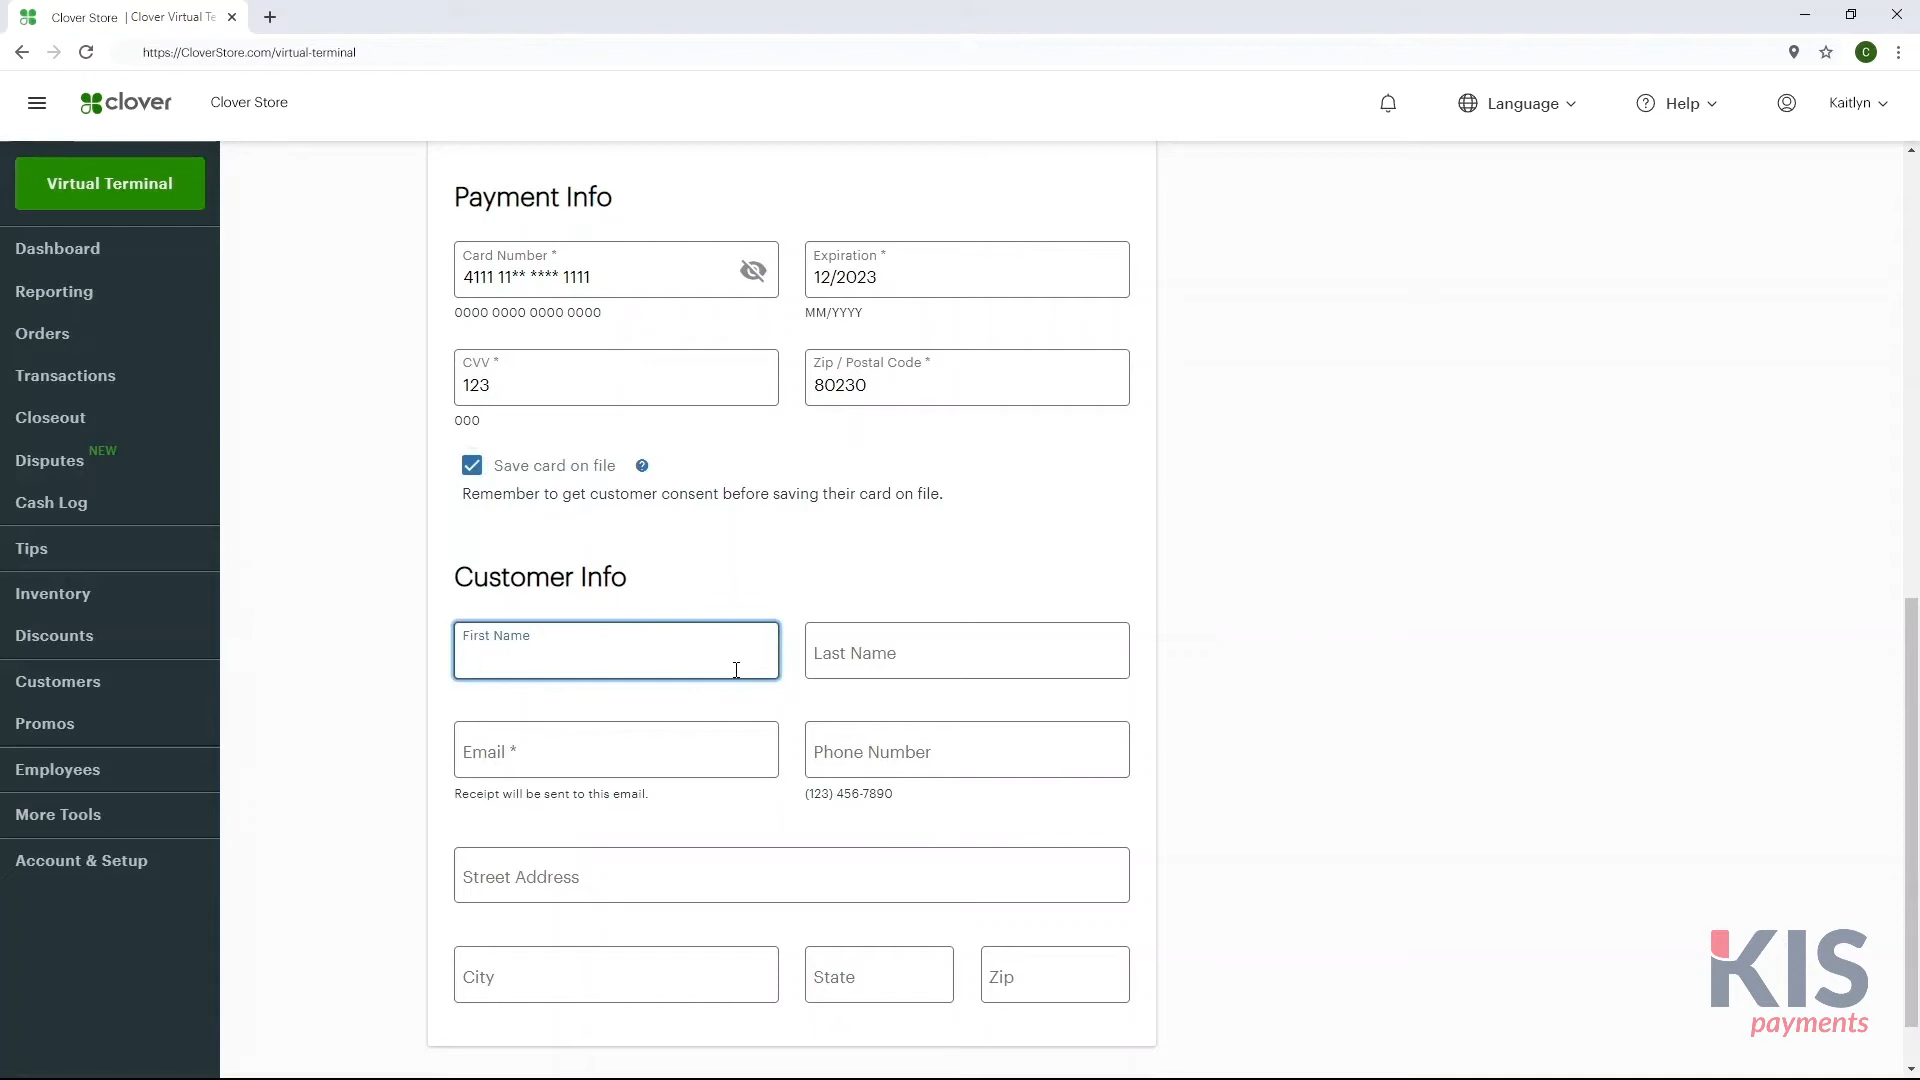 Clover Store | Clover Virtual Te
https://CloverStore.com/virtual-terminal
C
clover
Clover Store
Language
Help
Kaitlyn
Virtual Terminal
Dashboard
Reporting
Orders
Transactions
Closeout
Disputes NEW
Cash Log
Tips
Inventory
Discounts
Customers
Promos
Employees
More Tools
Account & Setup
Payment Info
Card Number *
4111 11** **** 1111
0000 0000 0000 0000
Expiration *
12/2023
MM/YYYY
CVV *
123
000
Zip / Postal Code *
80230
Save card on file
Remember to get customer consent before saving their card on file.
Customer Info
First Name
Last Name
Email *
Receipt will be sent to this email.
Phone Number
(123) 456-7890
Street Address
City
State
Zip
KIS
payments